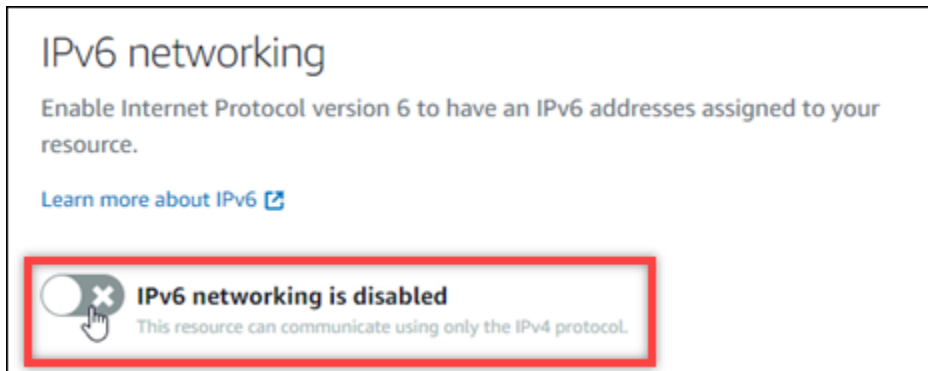 IPv6 networking
Enable Internet Protocol version 6 to have an IPv6 addresses assigned to your
resource.
Learn more about IPv6
IPv6 networking is disabled
This resource can communicate using only the IPv4 protocol.